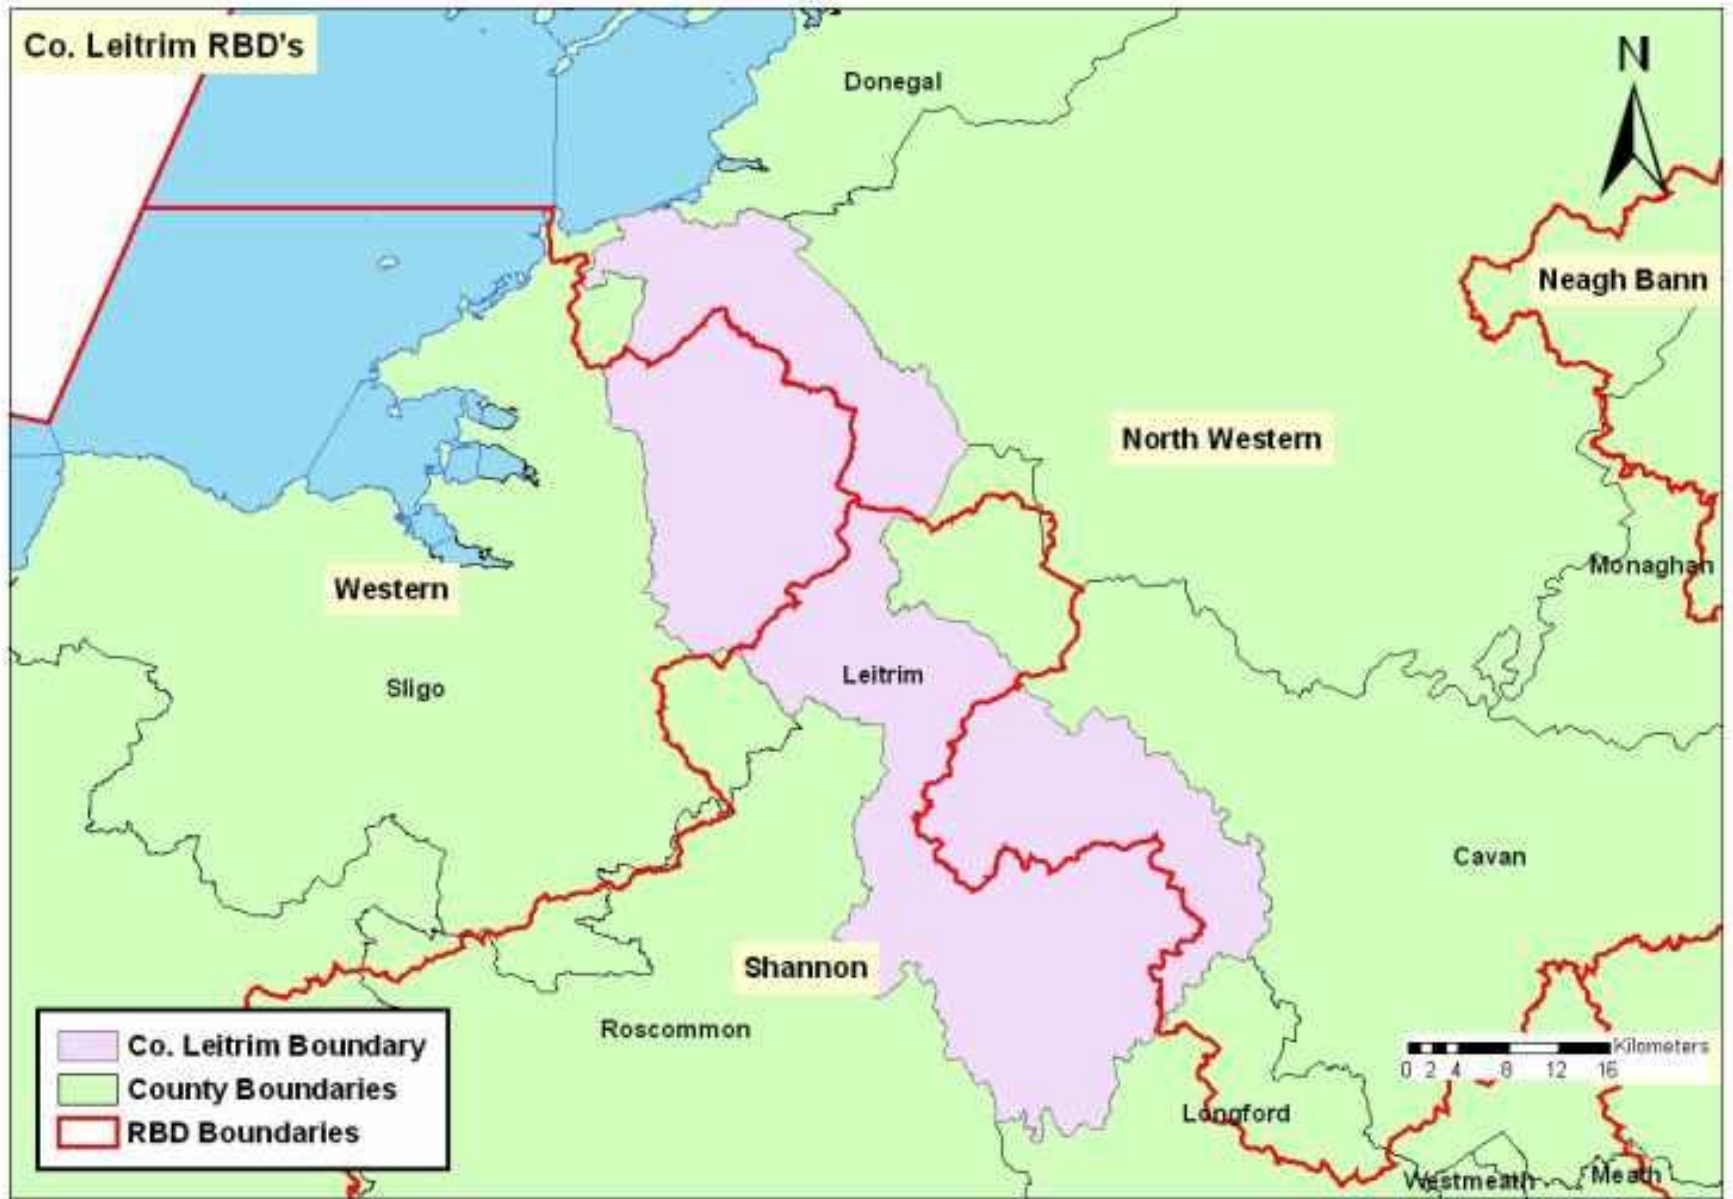 Co. Leitrim RBD's
N
Donegal
Neagh Bann
North Western
Monaghan
Western
Leitrim
Sligo
Cavan
Shannon
Roscommon
Co. Leitrim Boundary
County Boundaries
RBD Boundaries
Kilometers
0 2 4 8 12 16
Longford
Westmeath
Meath